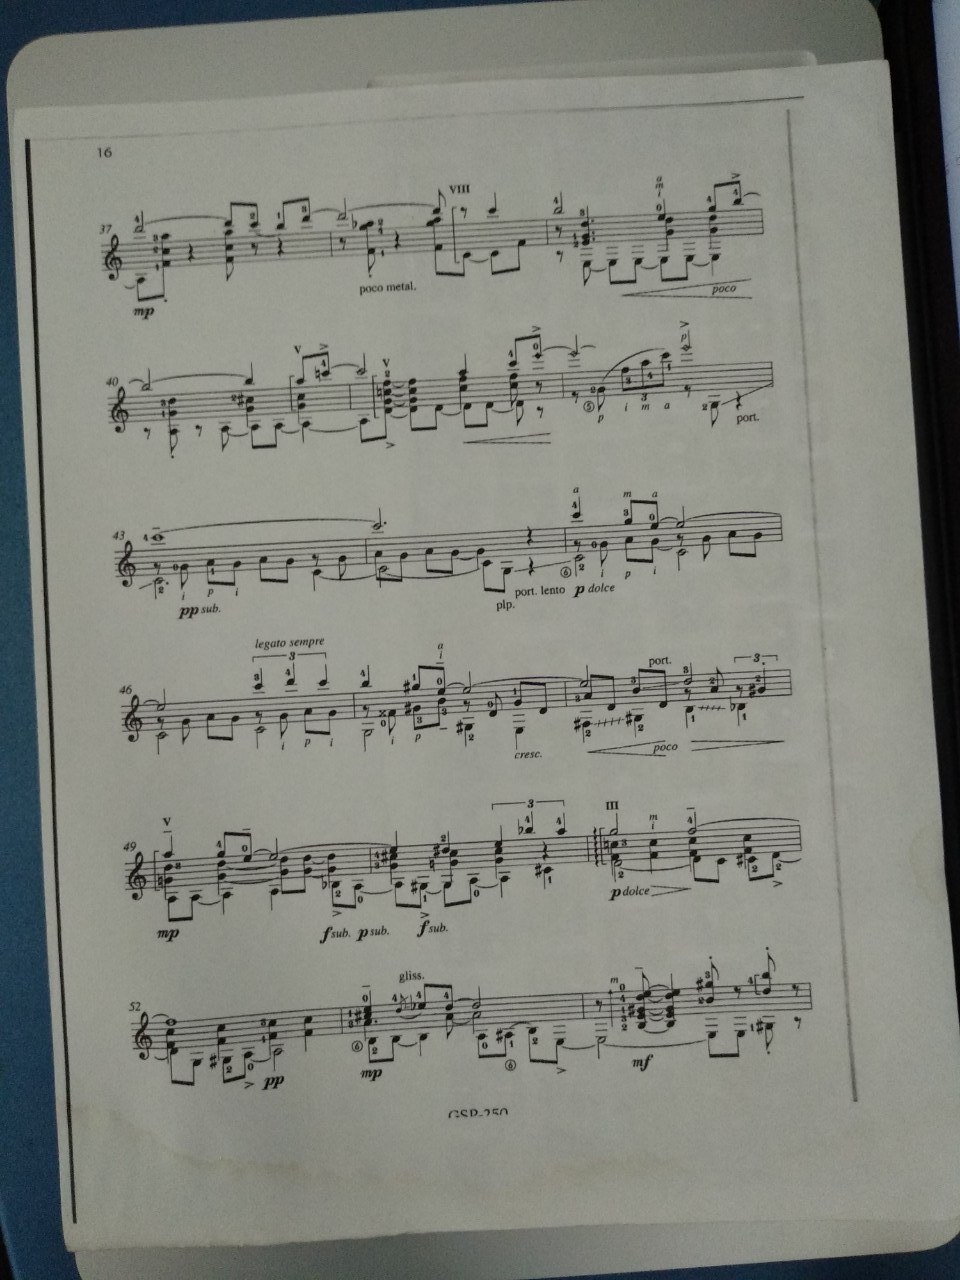 16
VIII
37
mp
poco metal.
poco
V
V
40
p i m a
port.
43
a
m a
i p i
pp sub.
port. lento
p dolce
plp.
i p i
legato sempre
3
a
i
port.
3
46
i p i
i p
cresc.
poco
V
3
III
m
i
49
mp
f sub. p sub.
f sub.
p dolce
gliss.
m
52
pp
mp
mf
GSP-250